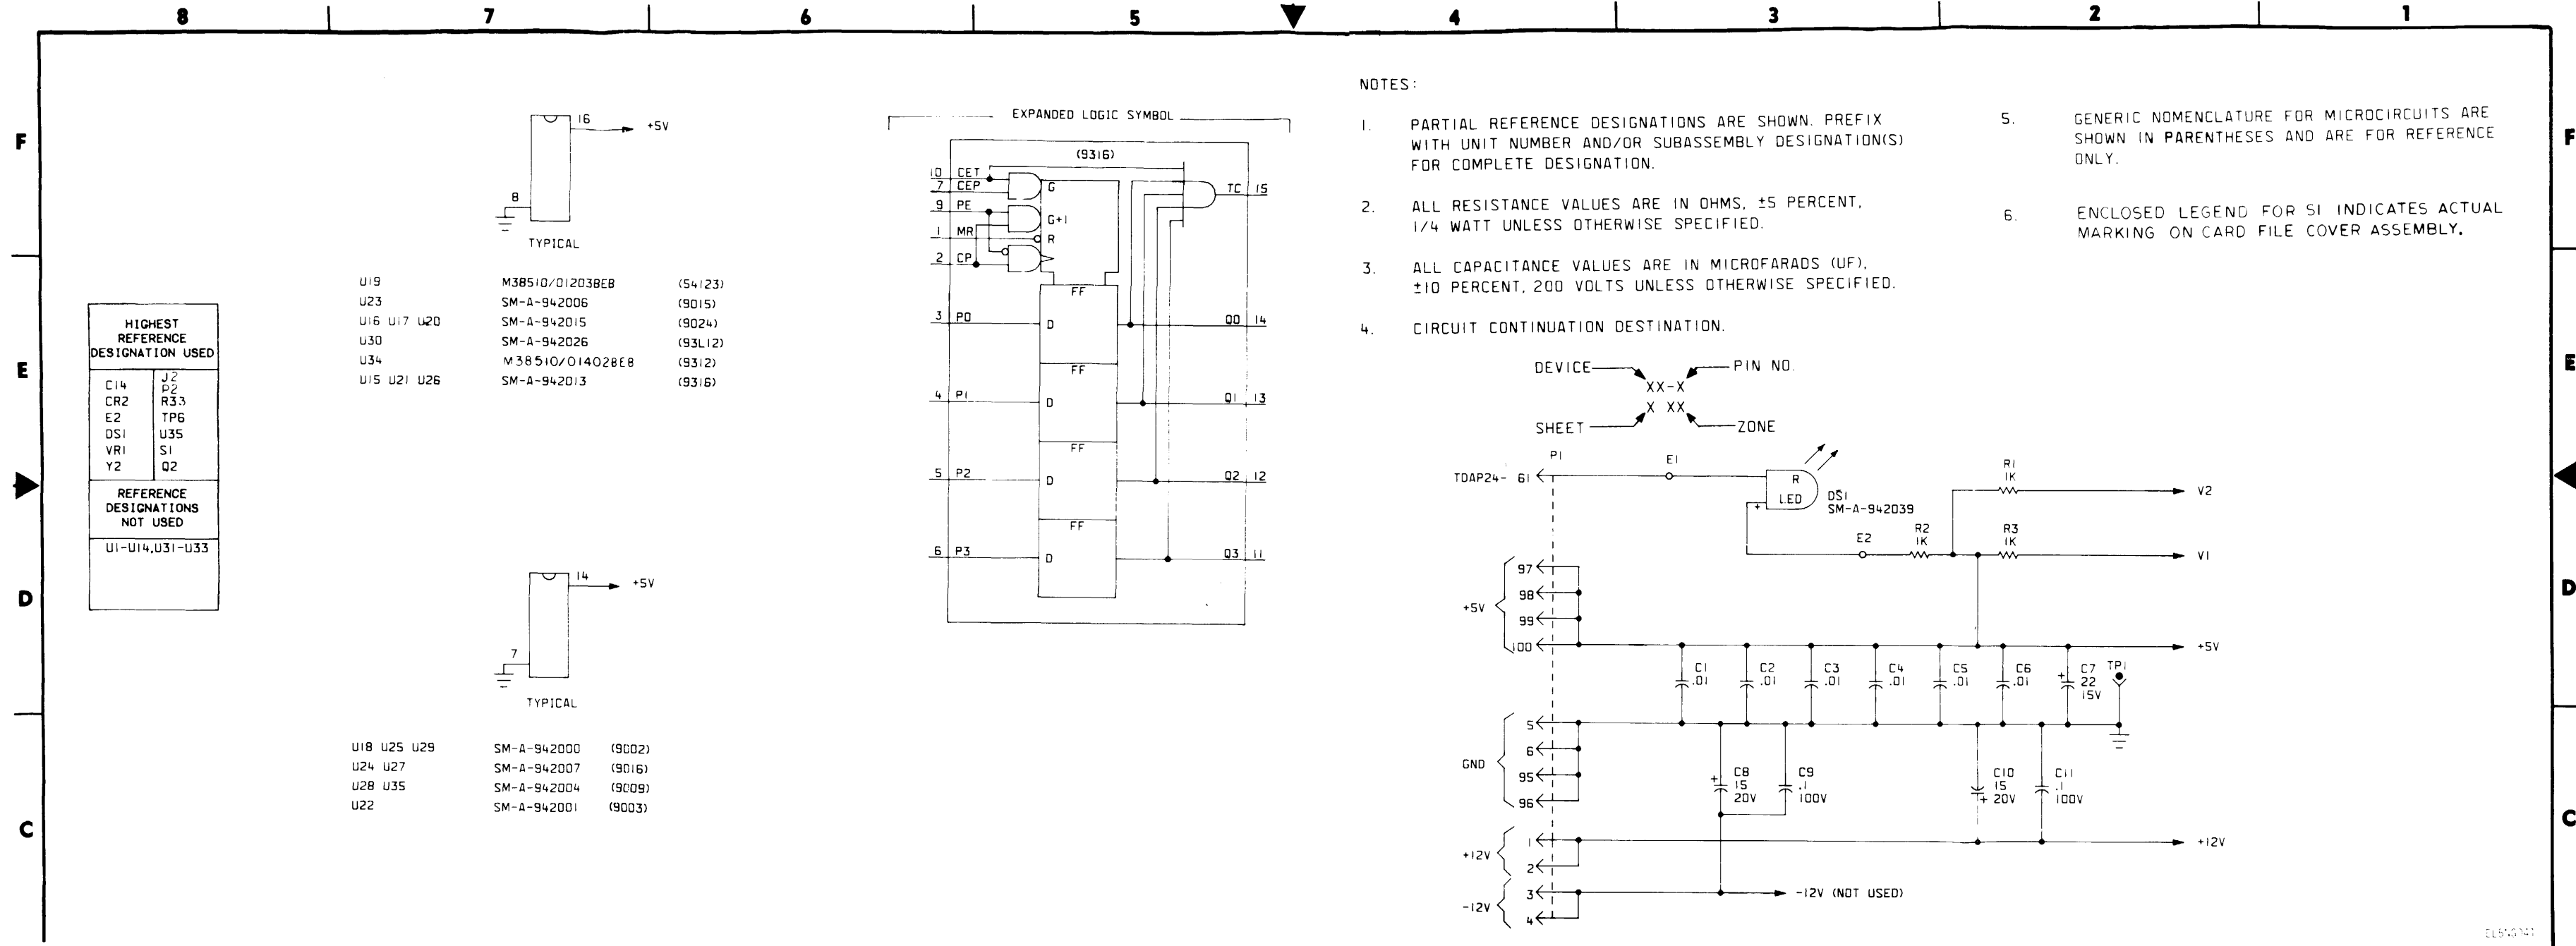 8 7 6 5 4 3 2 1
F
E
D
C
F
E
D
C
16
+5V
8
TYPICAL
U19 M38510/01203BEB (54123)
U23 SM-A-942006 (9015)
U16 U17 U20 SM-A-942015 (9024)
U30 SM-A-942026 (93L12)
U34 M38510/01402BEB (9312)
U15 U21 U26 SM-A-942013 (9316)
HIGHEST
REFERENCE
DESIGNATION USED
C14 J2
P2
CR2 R33
E2 TP6
DS1 U35
VR1 S1
Y2 Q2
REFERENCE
DESIGNATIONS
NOT USED
U1-U14,U31-U33
14
+5V
7
TYPICAL
U18 U25 U29 SM-A-942000 (9002)
U24 U27 SM-A-942007 (9016)
U28 U35 SM-A-942004 (9009)
U22 SM-A-942001 (9003)
EXPANDED LOGIC SYMBOL
(9316)
10 CET
7 CEP G TC 15
9 PE G+1
1 MR R
2 CP
FF
3 P0 D Q0 14
FF
4 P1 D Q1 13
FF
5 P2 D Q2 12
FF
6 P3 D Q3 11
NOTES:
1. PARTIAL REFERENCE DESIGNATIONS ARE SHOWN. PREFIX
WITH UNIT NUMBER AND/OR SUBASSEMBLY DESIGNATION(S)
FOR COMPLETE DESIGNATION.
2. ALL RESISTANCE VALUES ARE IN OHMS, ±5 PERCENT,
1/4 WATT UNLESS OTHERWISE SPECIFIED.
3. ALL CAPACITANCE VALUES ARE IN MICROFARADS (UF),
±10 PERCENT, 200 VOLTS UNLESS OTHERWISE SPECIFIED.
4. CIRCUIT CONTINUATION DESTINATION.
DEVICE PIN NO.
XX-X
X XX
SHEET ZONE
5. GENERIC NOMENCLATURE FOR MICROCIRCUITS ARE
SHOWN IN PARENTHESES AND ARE FOR REFERENCE
ONLY.
6. ENCLOSED LEGEND FOR S1 INDICATES ACTUAL
MARKING ON CARD FILE COVER ASSEMBLY.
P1
TDAP24- 61
E1
R
LED
+
DS1
SM-A-942039
R1
1K
V2
E2
R2
1K
R3
1K
V1
+5V
97
98
99
100
+5V
C1
.01
C2
.01
C3
.01
C4
.01
C5
.01
C6
.01
+ C7
22
15V
TP1
GND
5
6
95
96
+ C8
15
20V
C9
.1
100V
C10
15
+ 20V
C11
.1
100V
+12V
1
2
+12V
-12V
3
4
-12V (NOT USED)